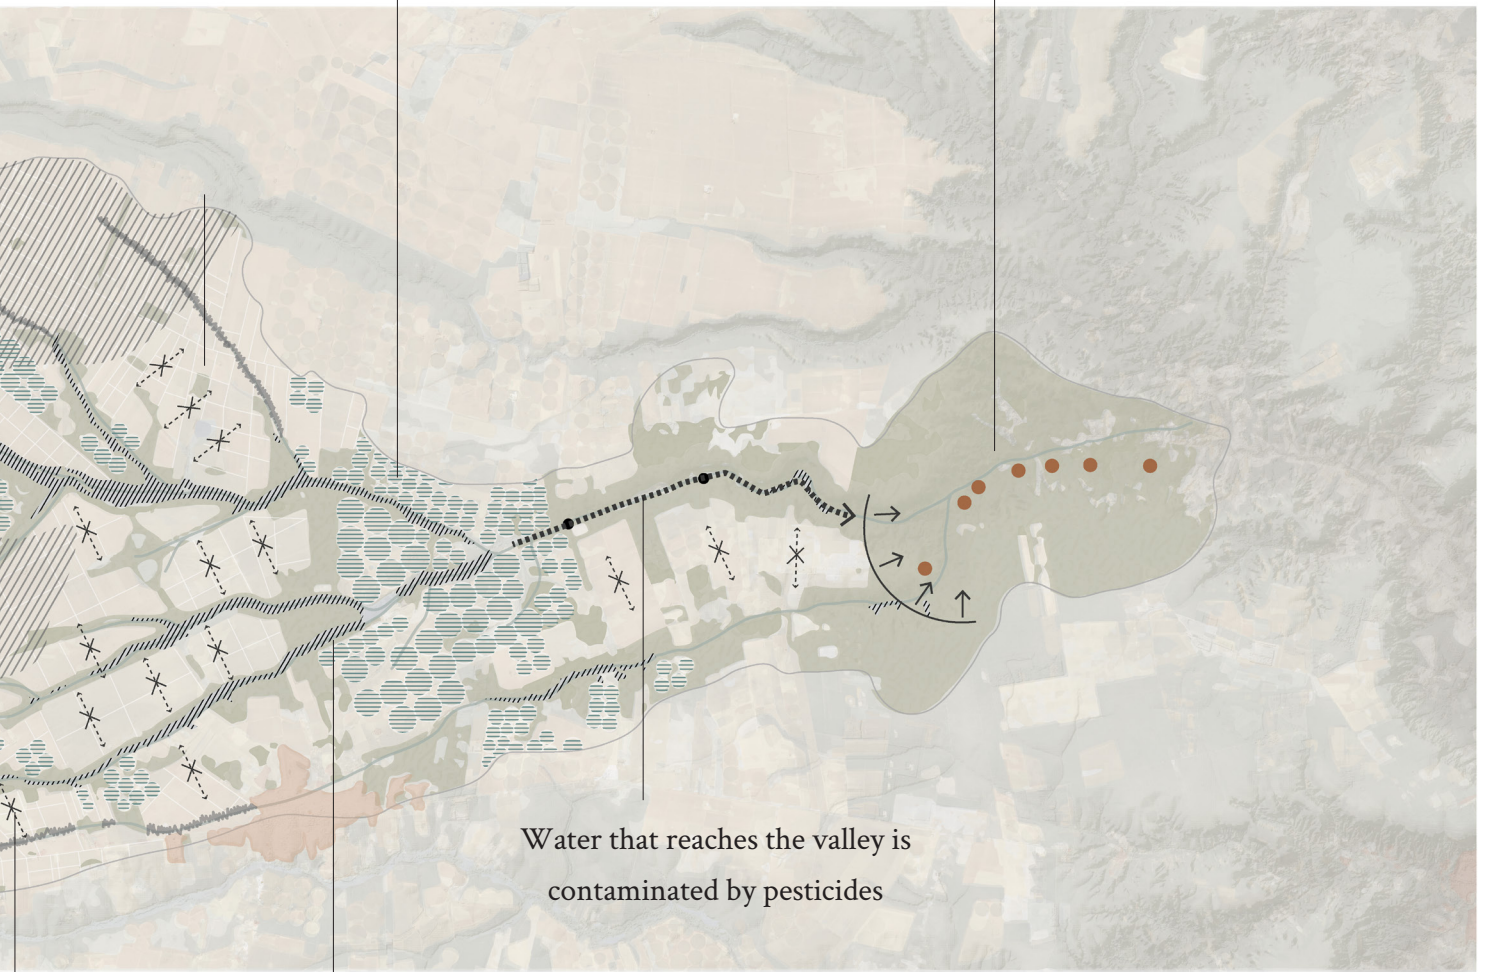 Water that reaches the valley is
contaminated by pesticides